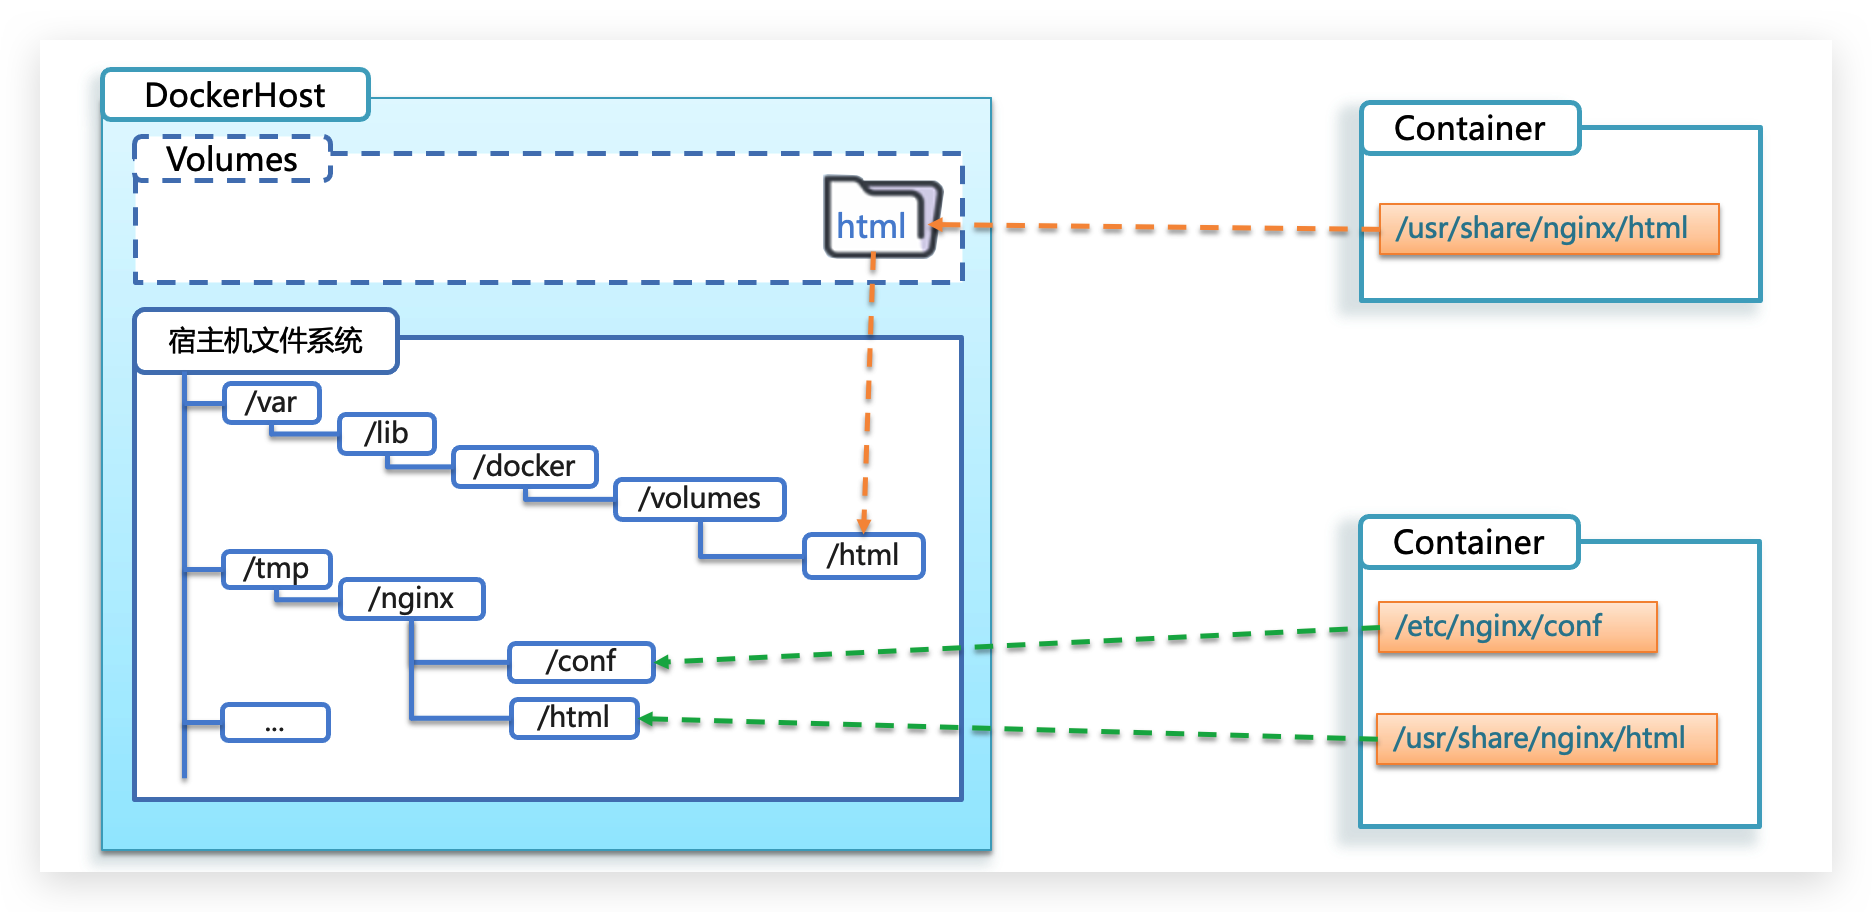 DockerHost
Volumes
html
宿主机文件系统
/var
/lib
/docker
/volumes
/html
/tmp
/nginx
/conf
/html
...
Container
/usr/share/nginx/html
Container
/etc/nginx/conf
/usr/share/nginx/html